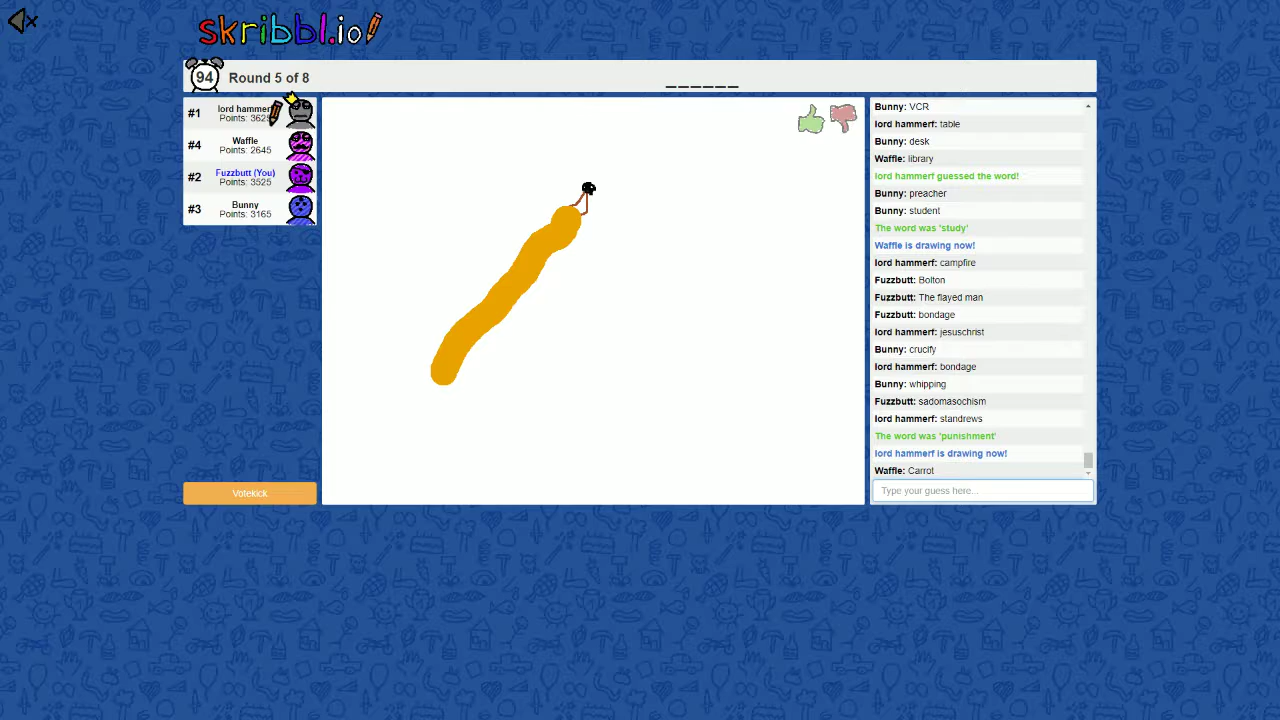 skribbl.io
94
Round 5 of 8
______
#1
lord hammerf
Points: 3625
#4
Waffle
Points: 2645
#2
Fuzzbutt (You)
Points: 3525
#3
Bunny
Points: 3165
Votekick
Bunny: VCR
lord hammerf: table
Bunny: desk
Waffle: library
lord hammerf guessed the word!
Bunny: preacher
Bunny: student
The word was 'study'
Waffle is drawing now!
lord hammerf: campfire
Fuzzbutt: Bolton
Fuzzbutt: The flayed man
Fuzzbutt: bondage
lord hammerf: jesuschrist
Bunny: crucify
lord hammerf: bondage
Bunny: whipping
Fuzzbutt: sadomasochism
lord hammerf: standrews
The word was 'punishment'
lord hammerf is drawing now!
Waffle: Carrot
Type your guess here...